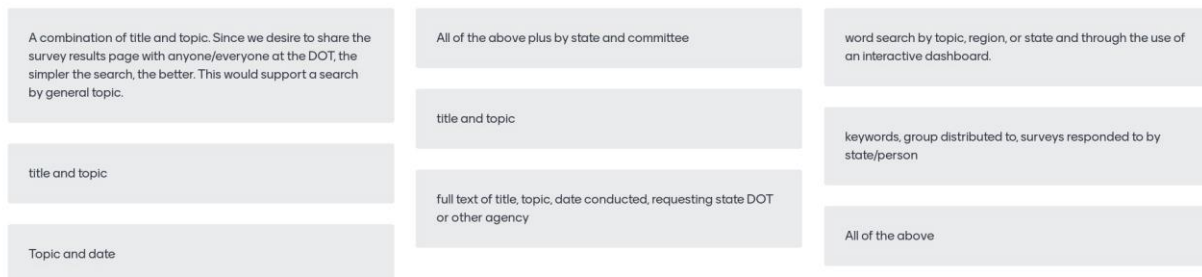 A combination of title and topic. Since we desire to share the
survey results page with anyone/everyone at the DOT, the
simpler the search, the better. This would support a search
by general topic.
title and topic
Topic and date
All of the above plus by state and committee
title and topic
full text of title, topic, date conducted, requesting state DOT
or other agency
word search by topic, region, or state and through the use of
an interactive dashboard.
keywords, group distributed to, surveys responded to by
state/person
All of the above